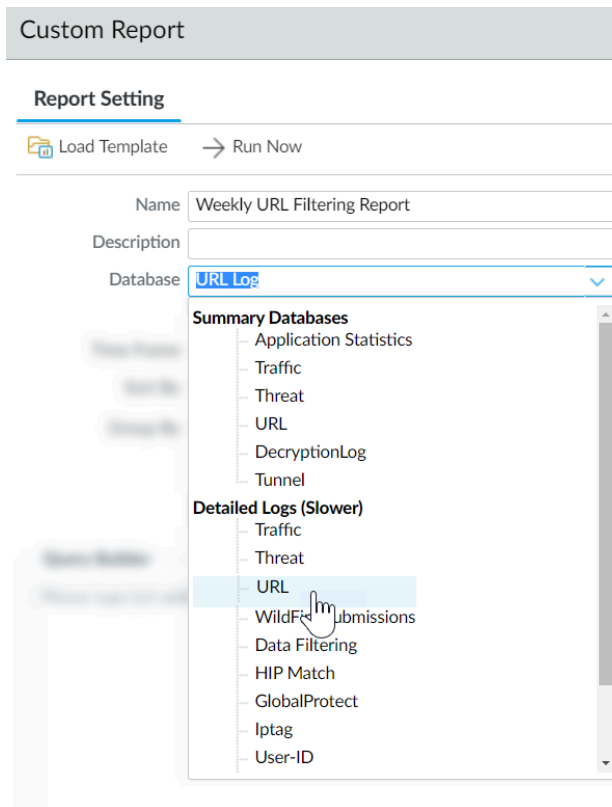 Custom Report
Report Setting
Load Template Run Now
Name Weekly URL Filtering Report
Description
Database URL Log
Summary Databases
Application Statistics
Traffic
Threat
URL
DecryptionLog
Tunnel
Detailed Logs (Slower)
Traffic
Threat
URL
Data Filtering
HIP Match
GlobalProtect
Iptag
User-ID